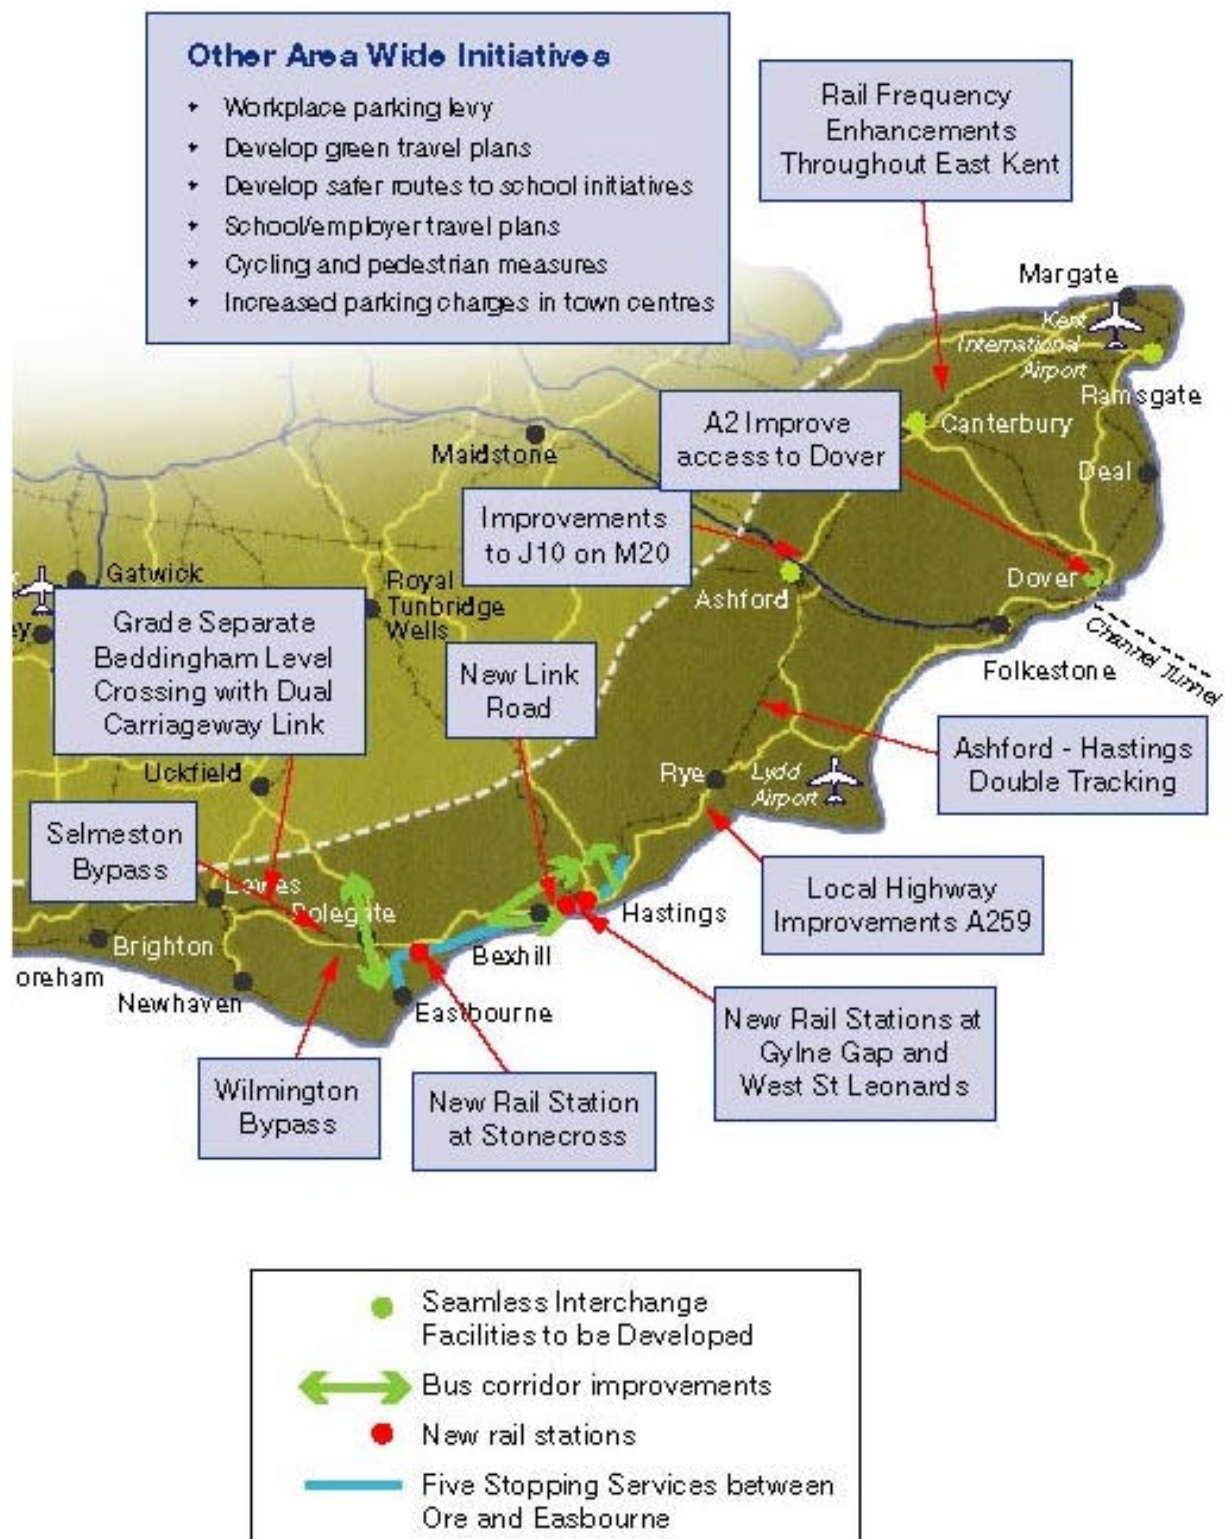 Other Area Wide Initiatives
• Workplace parking levy
• Develop green travel plans
• Develop safer routes to school initiatives
• School/employer travel plans
• Cycling and pedestrian measures
• Increased parking charges in town centres
Rail Frequency
Enhancements
Throughout East Kent
Margate
Kent
International
Airport
Ramsgate
A2 Improve
access to Dover
Canterbury
Maidstone
Deal
Improvements
to J10 on M20
Gatwick
Royal
Tunbridge
Wells
Ashford
Dover
Channel Tunnel
ey
Grade Separate
Beddingham Level
Crossing with Dual
Carriageway Link
New Link
Road
Folkestone
Ashford - Hastings
Double Tracking
Uckfield
Rye
Lydd
Airport
Selmeston
Bypass
Lewes
Polegate
Local Highway
Improvements A259
Hastings
Brighton
Bexhill
oreham
Newhaven
Eastbourne
New Rail Stations at
Gylne Gap and
West St Leonards
Wilmington
Bypass
New Rail Station
at Stonecross
Seamless Interchange
Facilities to be Developed
Bus corridor improvements
New rail stations
Five Stopping Services between
Ore and Easbourne